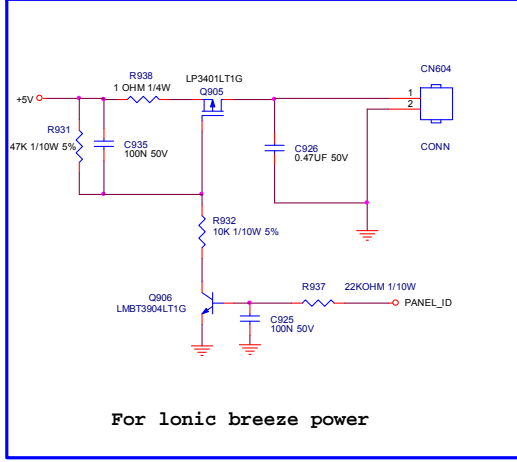 CN604
R938
1 OHM 1/4W
LP3401LT1G
Q905
+5V
1
2
R931
47K 1/10W 5%
C935
100N 50V
C926
0.47UF 50V
CONN
R932
10K 1/10W 5%
Q906
LMBT3904LT1G
R937
22KOHM 1/10W
PANEL_ID
C925
100N 50V
For lonic breeze power